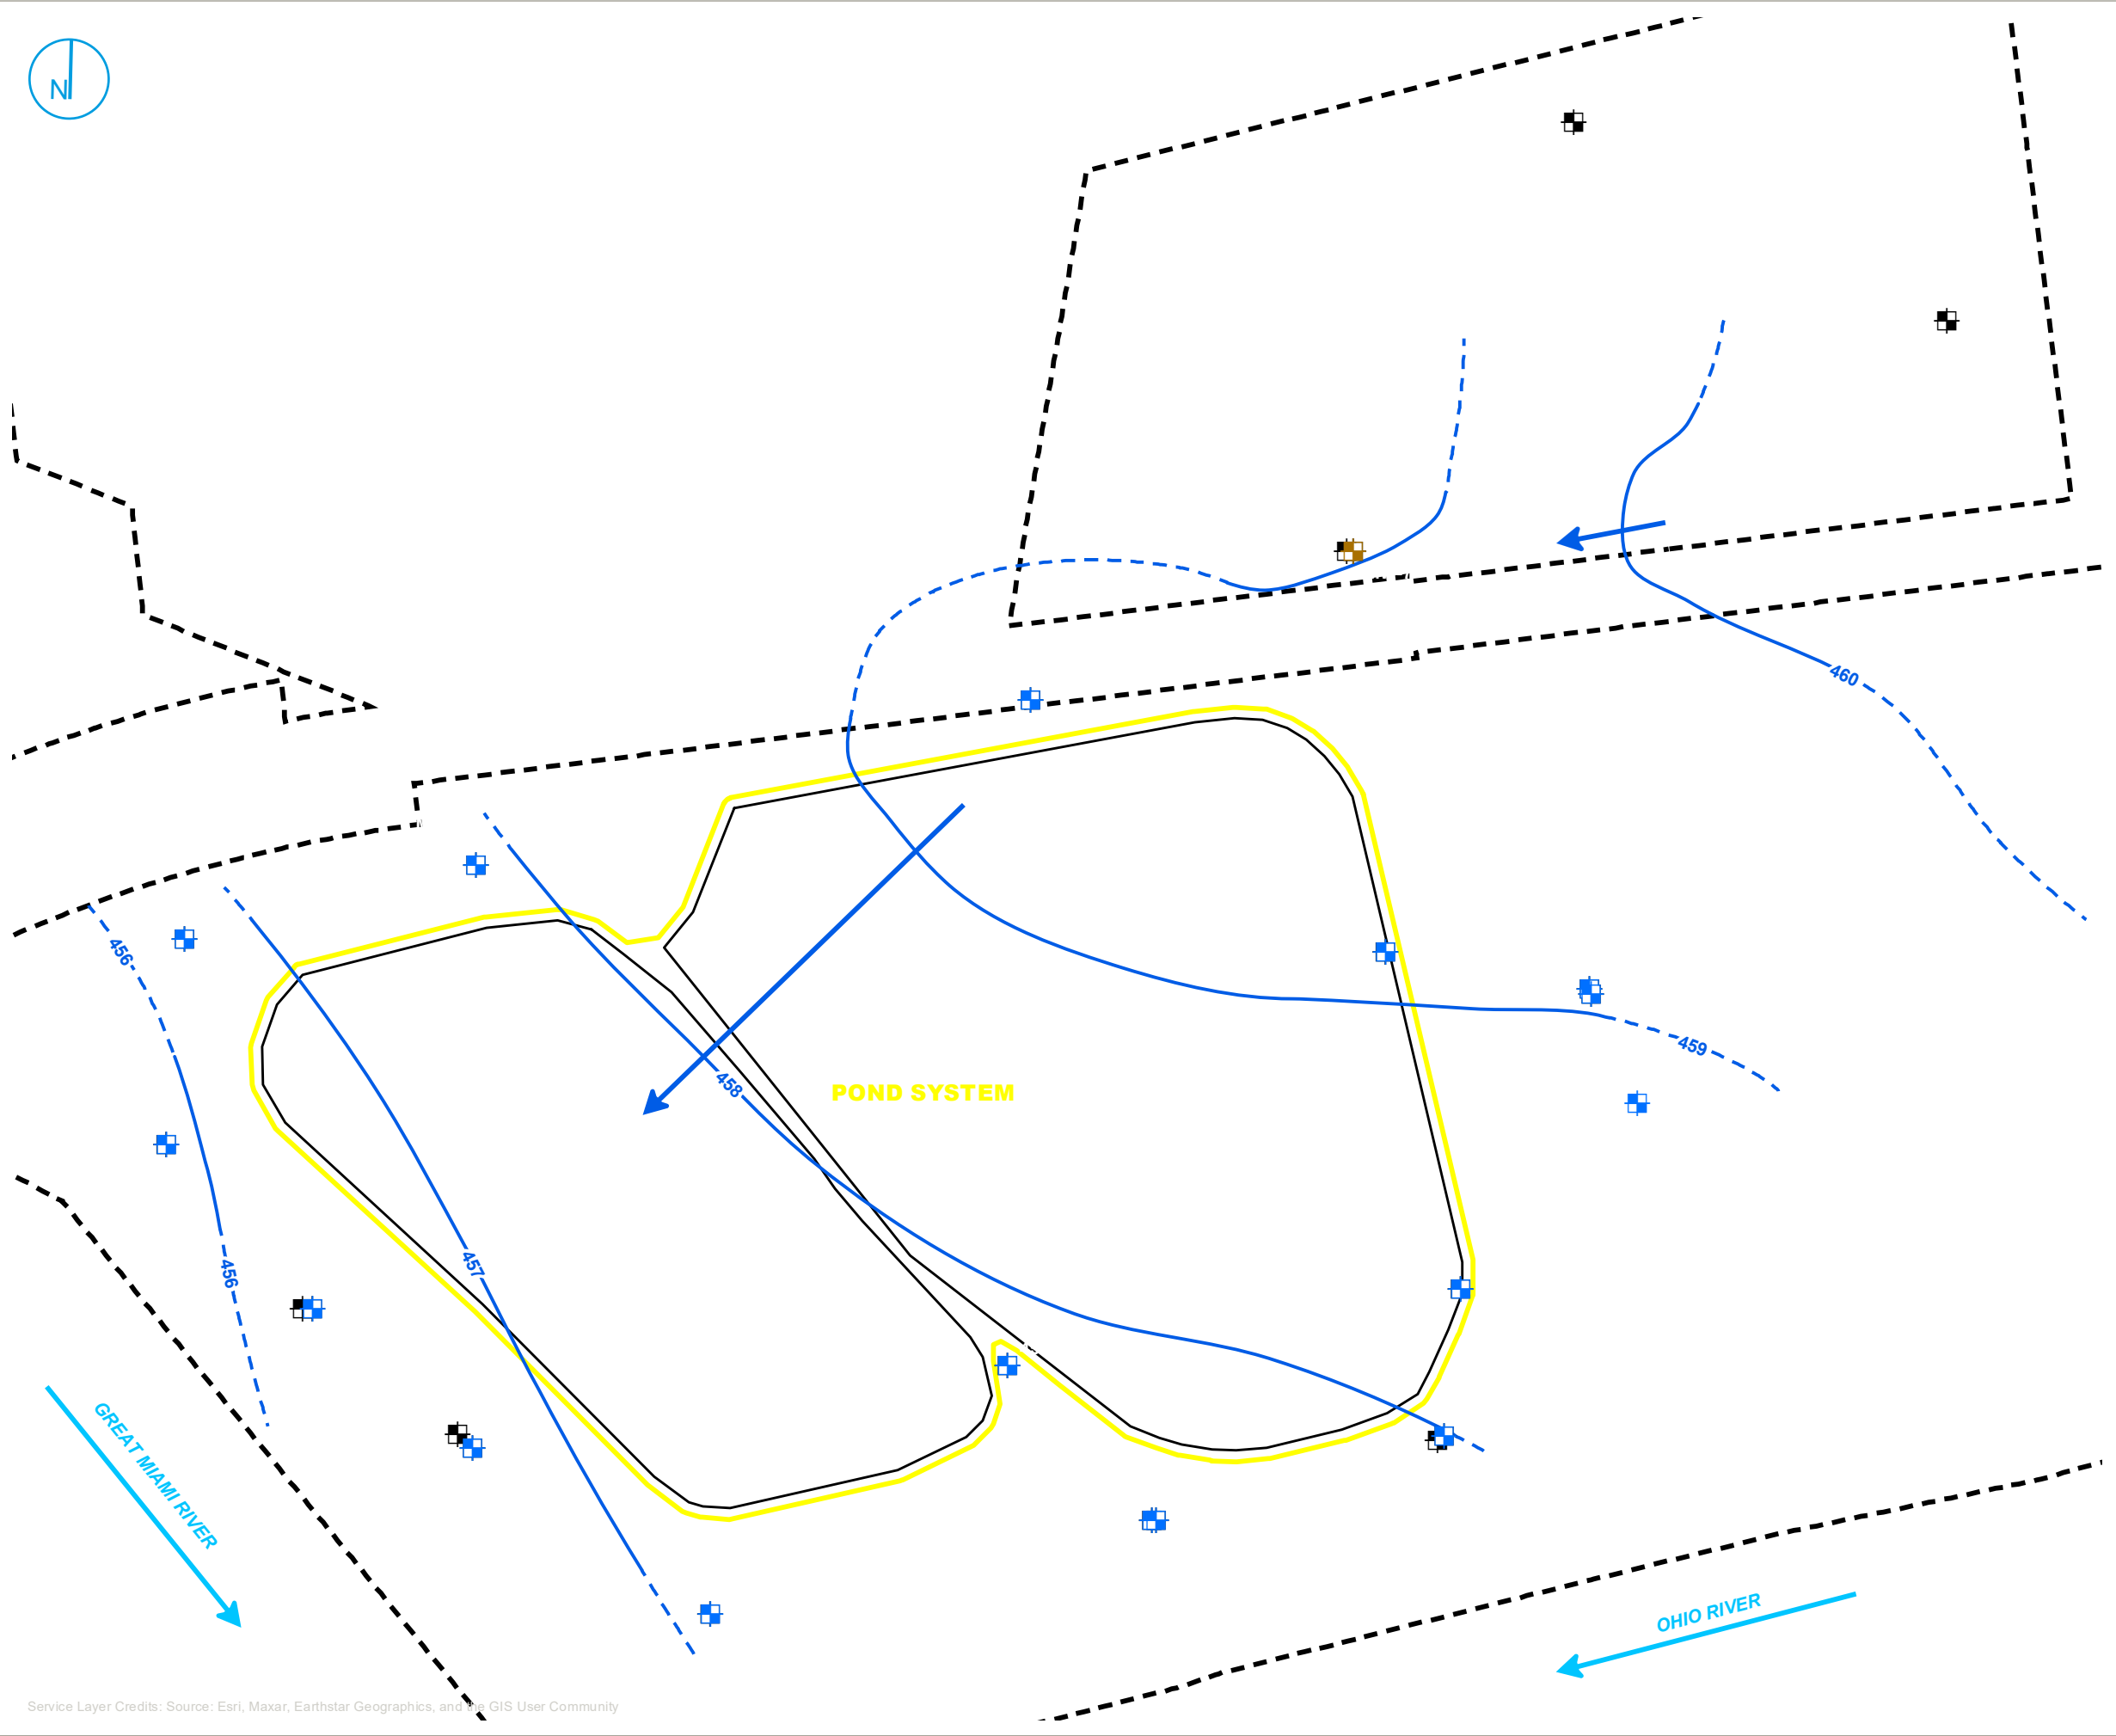 N
460
456
459
458
POND SYSTEM
457
456
GREAT MIAMI RIVER
OHIO RIVER
Service Layer Credits: Source: Esri, Maxar, Earthstar Geographics, and the GIS User Community